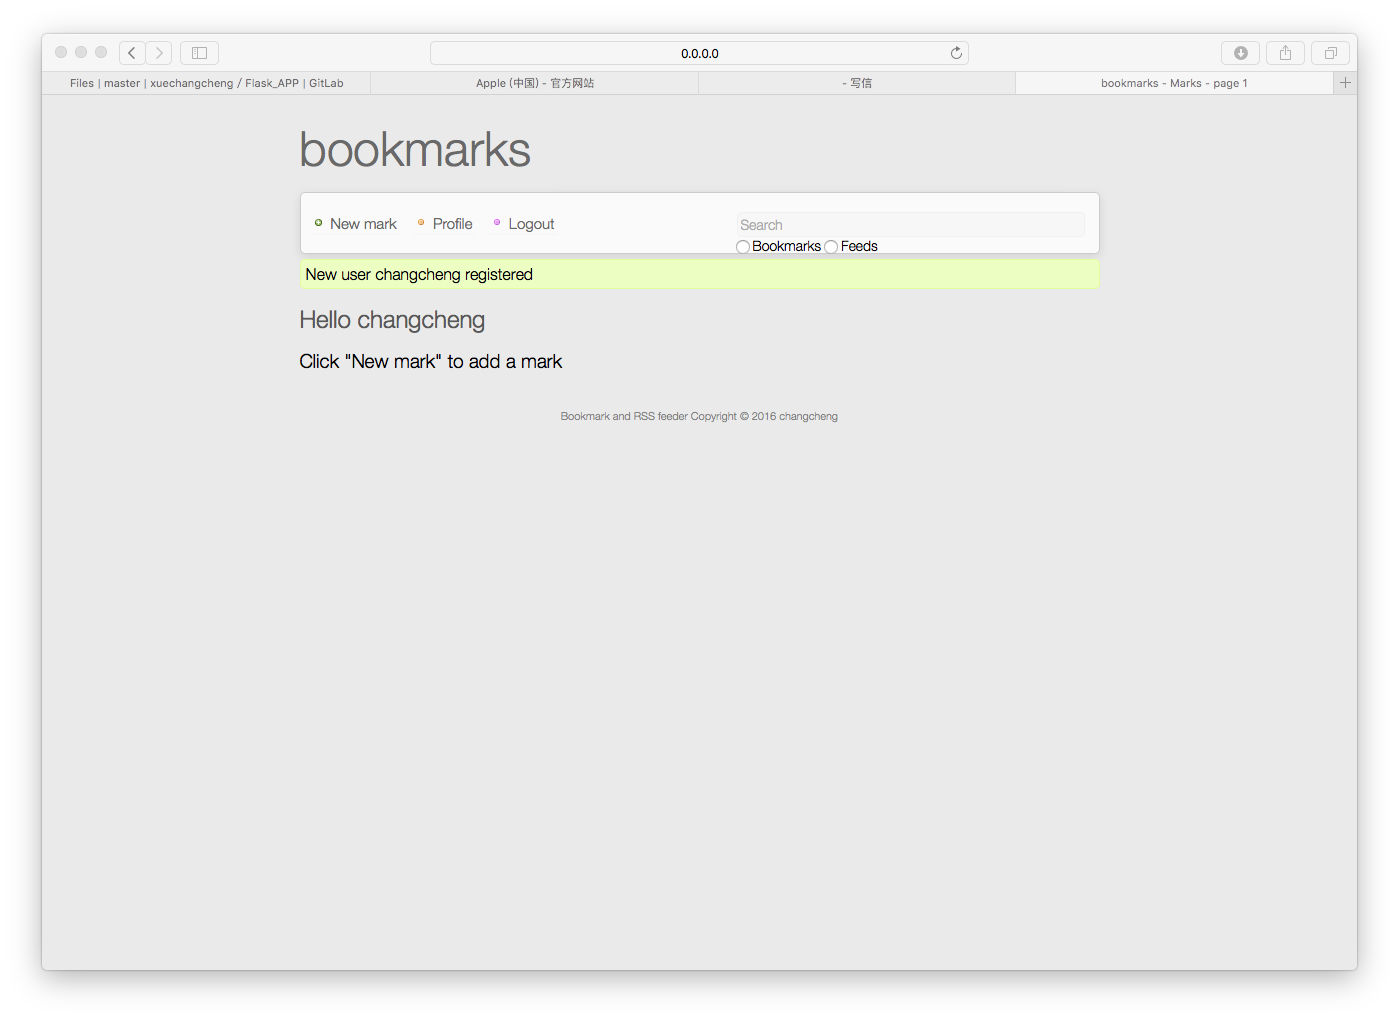 0.0.0.0
Files | master | xuechangcheng / Flask_APP | GitLab
Apple (中国) - 官方网站
- 写信
bookmarks - Marks - page 1
bookmarks
New mark Profile Logout
Search
Bookmarks Feeds
New user changcheng registered
Hello changcheng
Click "New mark" to add a mark
Bookmark and RSS feeder Copyright © 2016 changcheng